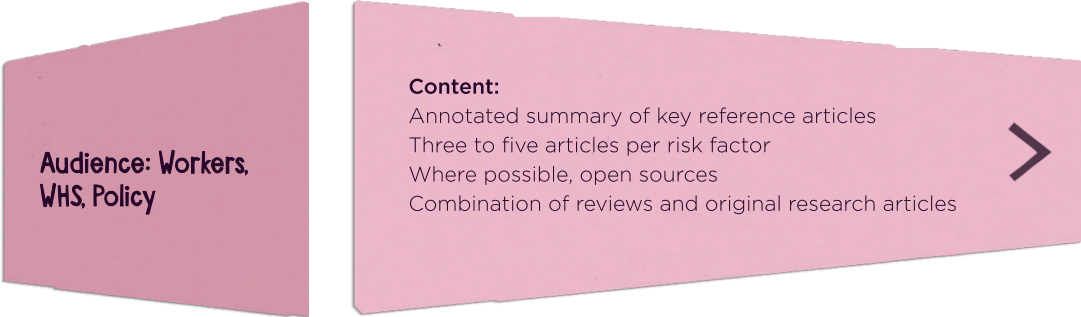 Audience: Workers,
WHS, Policy
Content:
Annotated summary of key reference articles
Three to five articles per risk factor
Where possible, open sources
Combination of reviews and original research articles